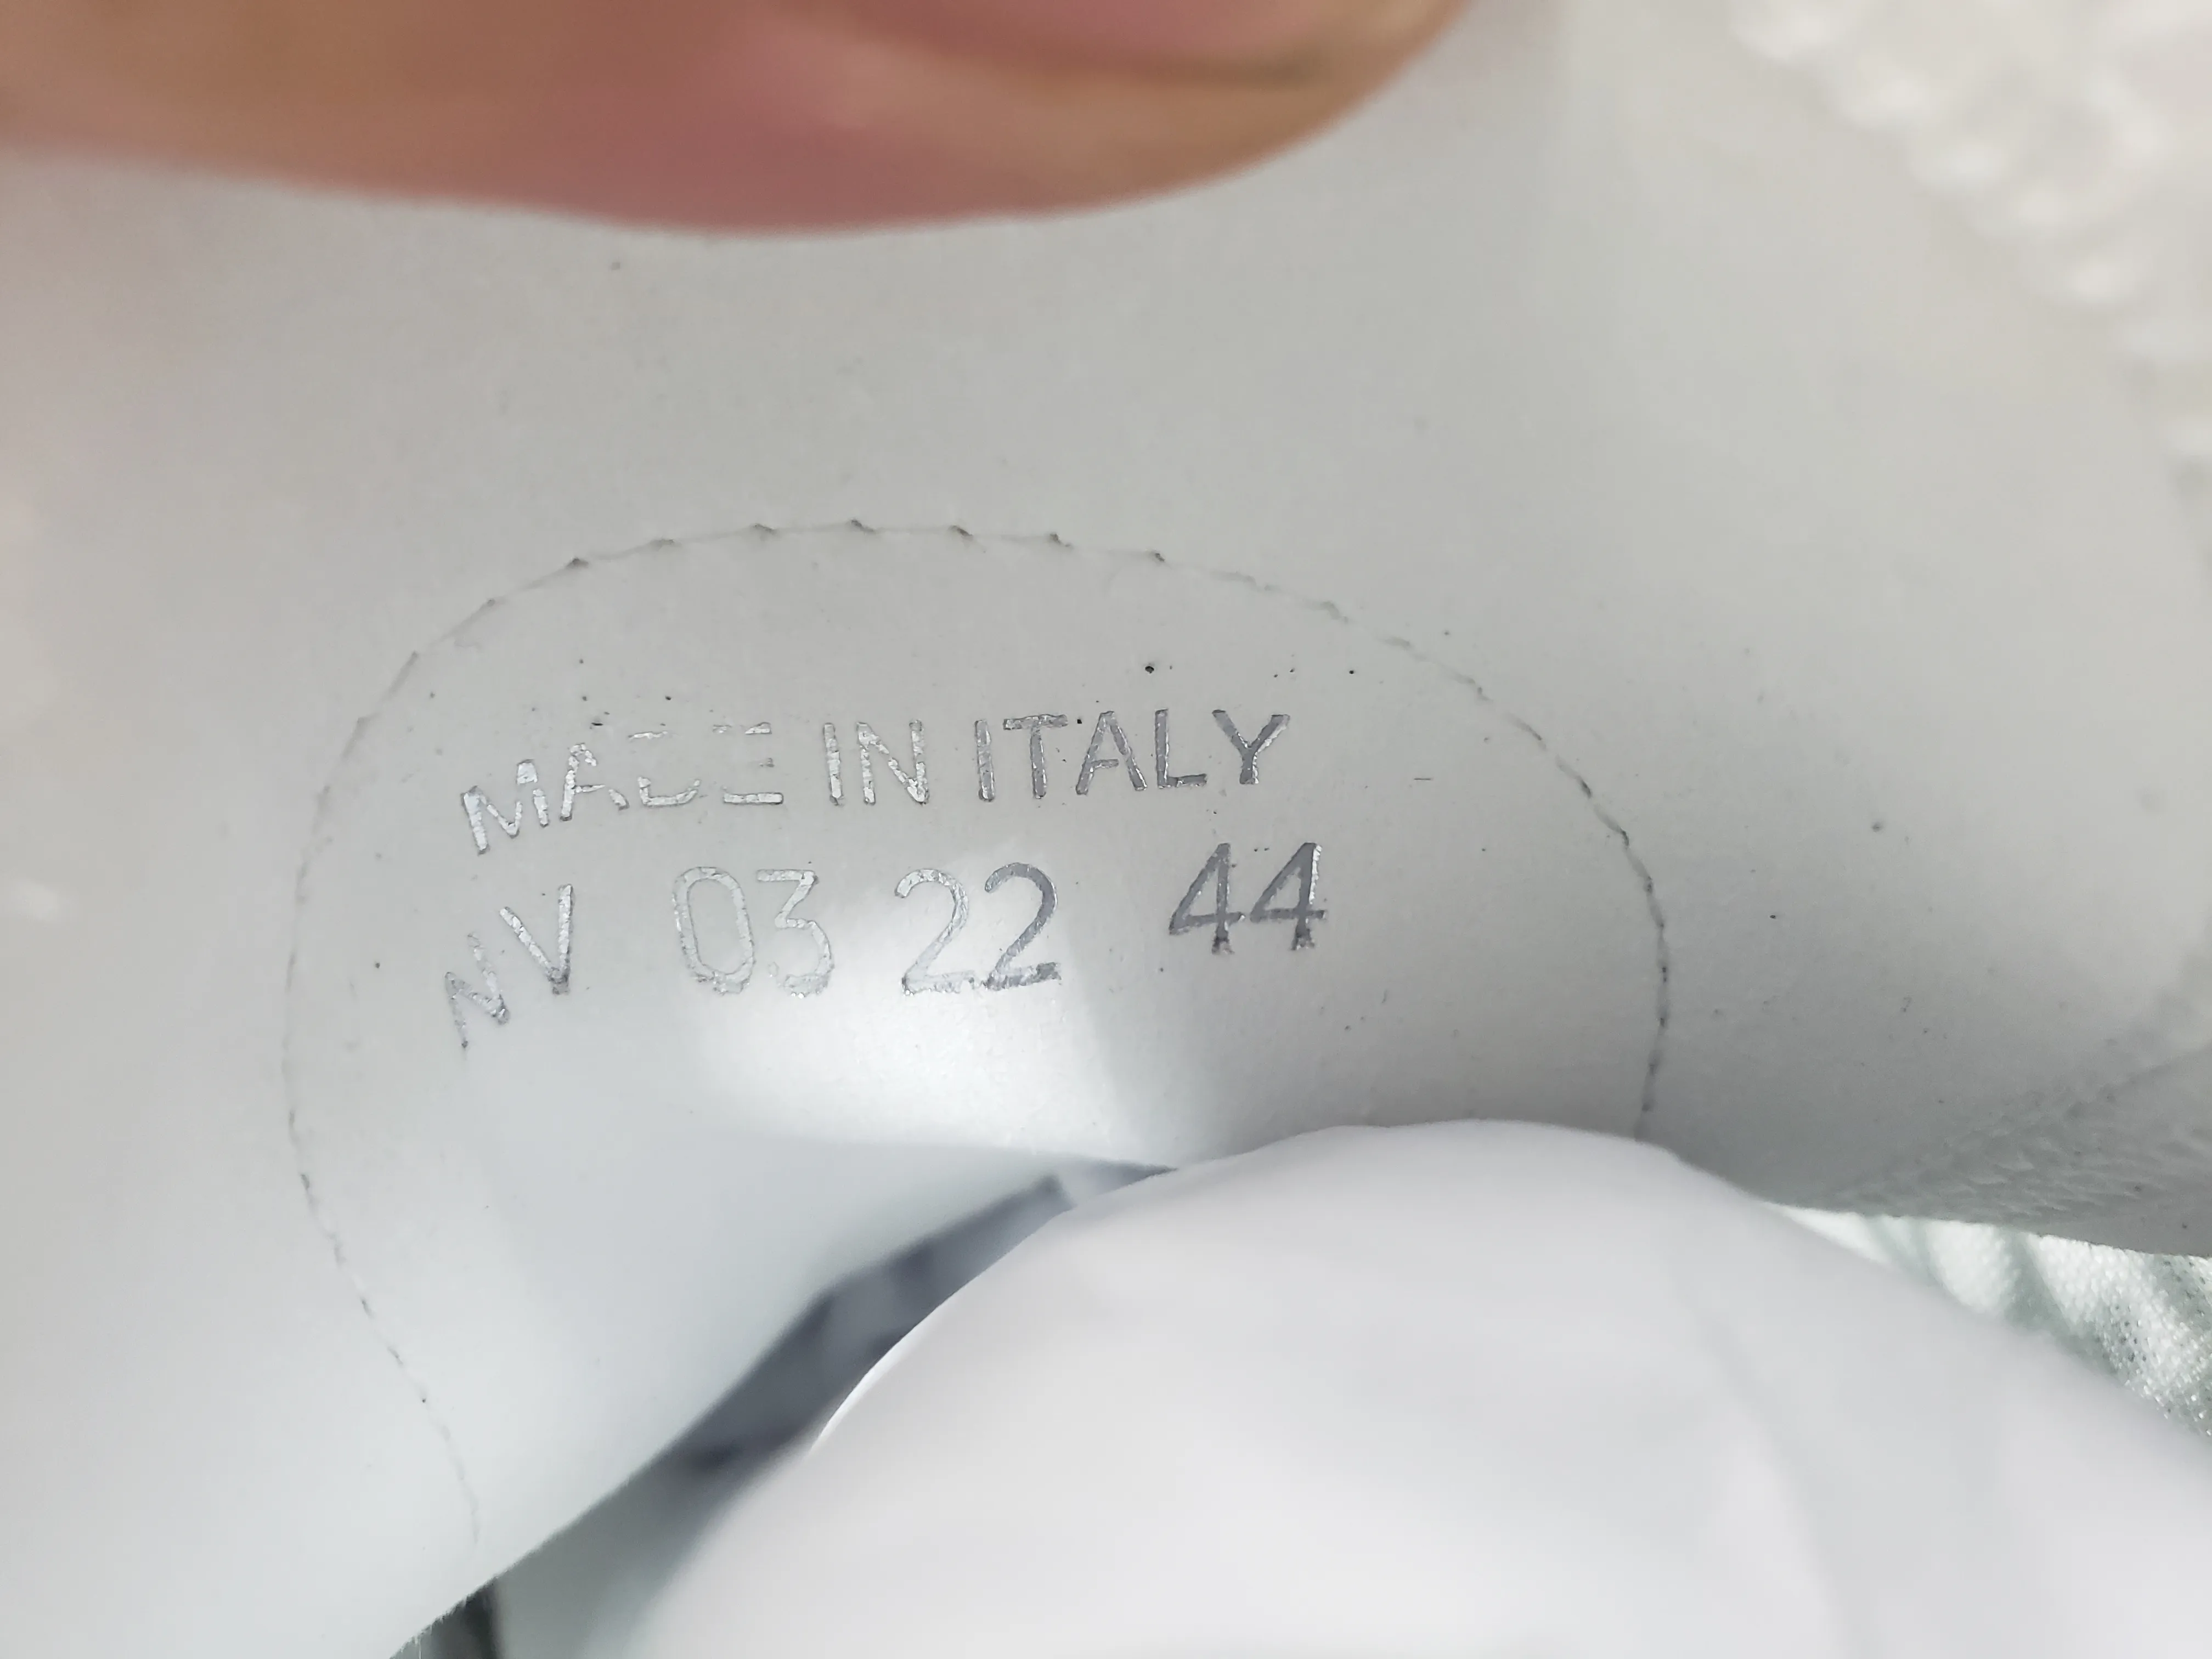 MADE IN ITALY
NV 03 22 44